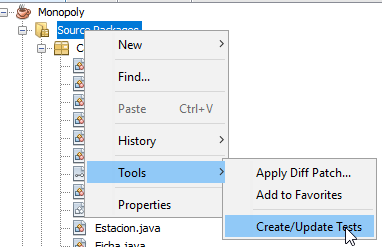 Monopoly
Source Packages
C
New
Find...
Paste Ctrl+V
History
Tools
Properties
Apply Diff Patch...
Add to Favorites
Create/Update Tests
Estacion.java
Ficha.java